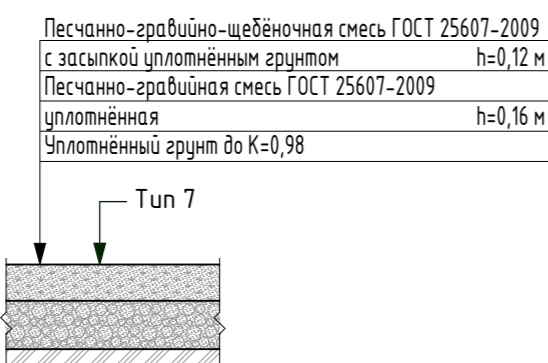 Песчанно-гравийно-щебёночная смесь ГОСТ 25607-2009
с засыпкой уплотнённым грунтом h=0,12 м
Песчанно-гравийная смесь ГОСТ 25607-2009
уплотнённая h=0,16 м
Уплотнённый грунт до K=0,98
Тип 7